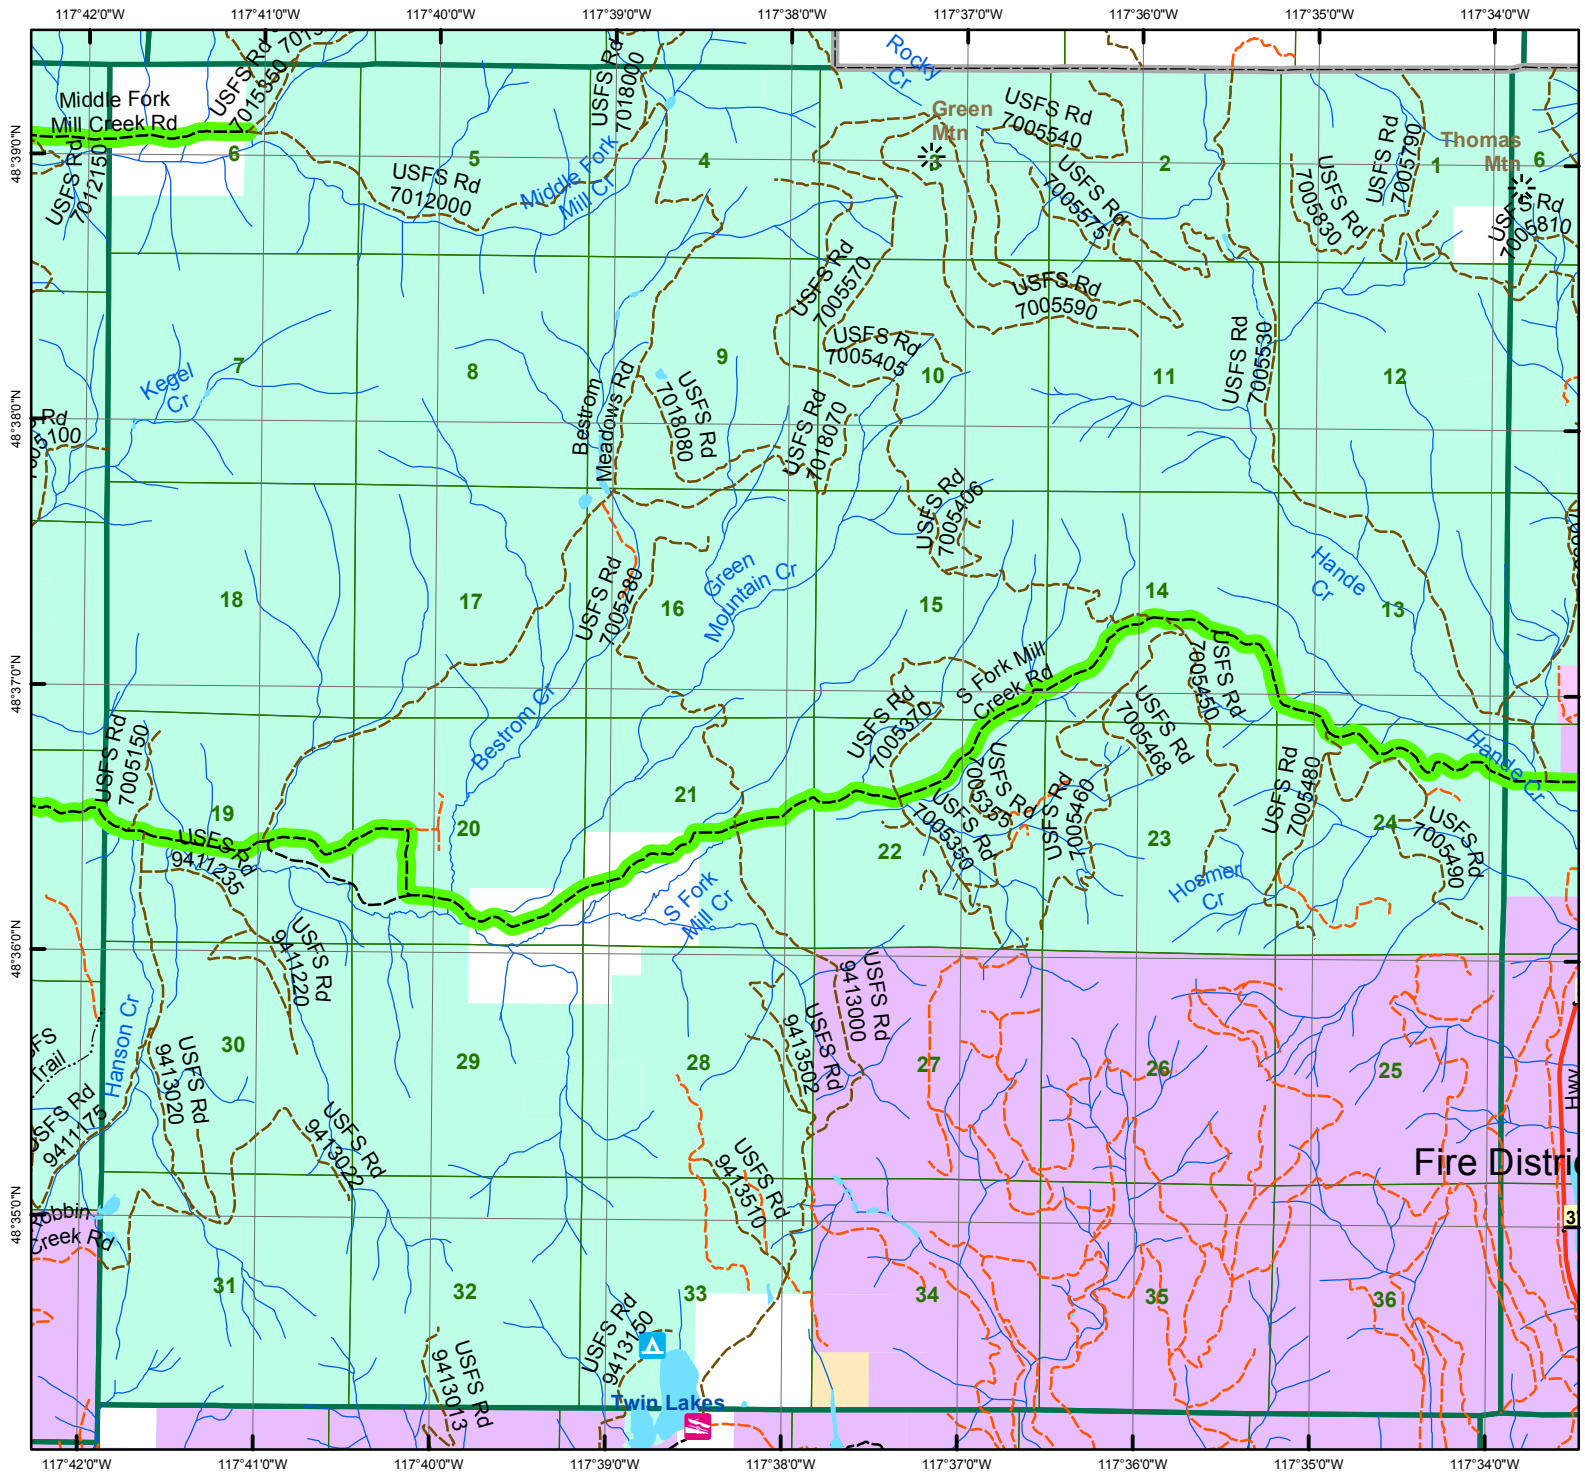 117°42'0"W
117°41'0"W
117°40'0"W
117°39'0"W
117°38'0"W
117°37'0"W
117°36'0"W
117°35'0"W
117°34'0"W
48°39'0"N
48°38'0"N
48°37'0"N
48°36'0"N
48°35'0"N
Middle Fork
Mill Creek Rd
USFS Rd
7015350
USFS Rd
7018000
Rocky
Cr
Green
Mtn
USFS Rd
7005540
USFS Rd
7005790
Thomas
Mtn
USFS Rd
7012150
6
5
4
3
2
1
6
USFS Rd
7012000
Middle Fork
Mill Cr
USFS Rd
7005575
USFS Rd
7005830
USFS Rd
7005810
USFS Rd
7005570
USFS Rd
7005590
USFS Rd
7005405
USFS Rd
7005530
Kegel
Cr
7
8
9
10
11
12
Bestrom
Meadows Rd
USFS Rd
7018080
USFS Rd
7018070
USFS Rd
7005406
USFS Rd
7005280
Green
Mountain Cr
Hande
Cr
18
17
16
15
14
13
S Fork Mill
Creek Rd
USFS Rd
7005450
USFS Rd
7005370
USFS Rd
7005468
Bestrom Cr
USFS Rd
7005150
Hande Cr
USFS Rd
7005355
USFS Rd
7005460
USFS Rd
7005480
USFS Rd
7005350
USFS Rd
7005490
19
20
21
22
23
24
USFS Rd
9411235
S Fork
Mill Cr
Hosmer
Cr
USFS Rd
9411220
USFS Rd
9413000
USFS Rd
9413502
Hanson Cr
USFS Rd
9413020
Trail
USFS Rd
9411175
30
29
28
27
26
25
Hwy
USFS Rd
9413022
USFS Rd
9413510
Fire Distri
Robbin
Creek Rd
31
32
33
34
35
36
USFS Rd
9413013
USFS Rd
9413150
Twin Lakes
117°42'0"W
117°41'0"W
117°40'0"W
117°39'0"W
117°38'0"W
117°37'0"W
117°36'0"W
117°35'0"W
117°34'0"W